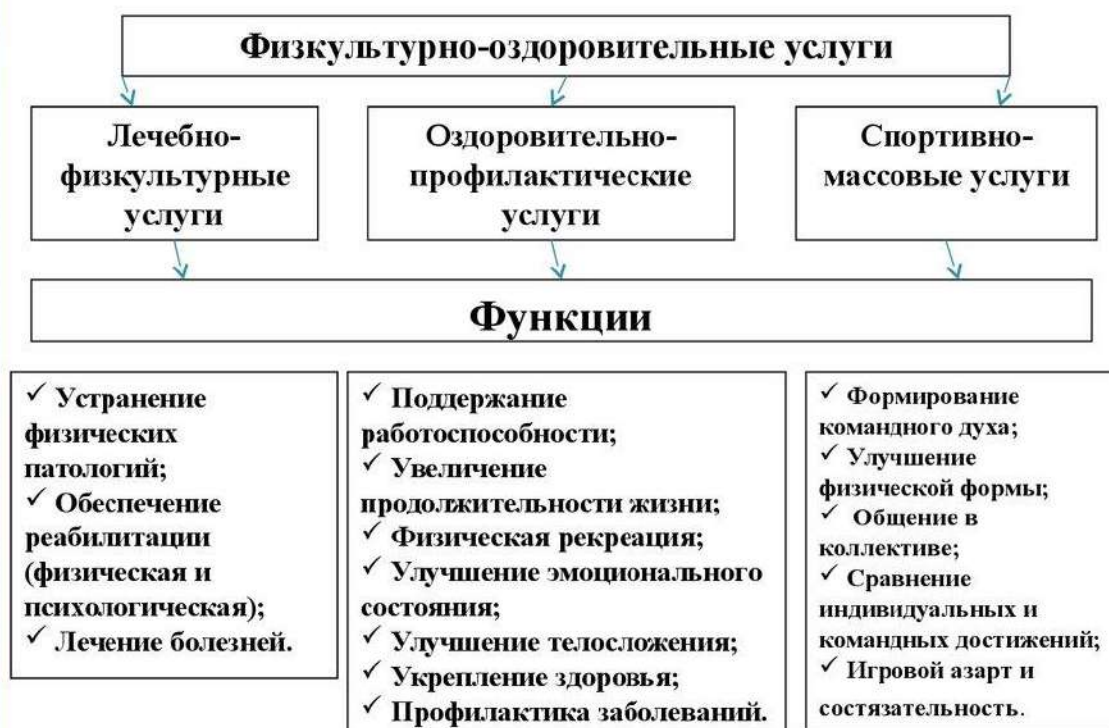 Физкультурно-оздоровительные услуги
Лечебно-
физкультурные
услуги
Оздоровительно-
профилактические
услуги
Спортивно-
массовые услуги
Функции
✓ Устранение
физических
патологий;
✓ Обеспечение
реабилитации
(физическая и
психологическая);
✓ Лечение болезней.
✓ Поддержание
работоспособности;
✓ Увеличение
продолжительности жизни;
✓ Физическая рекреация;
✓ Улучшение эмоционального
состояния;
✓ Улучшение телосложения;
✓ Укрепление здоровья;
✓ Профилактика заболеваний.
✓ Формирование
командного духа;
✓ Улучшение
физической формы;
✓ Общение в
коллективе;
✓ Сравнение
индивидуальных и
командных достижений;
✓ Игровой азарт и
состязательность.